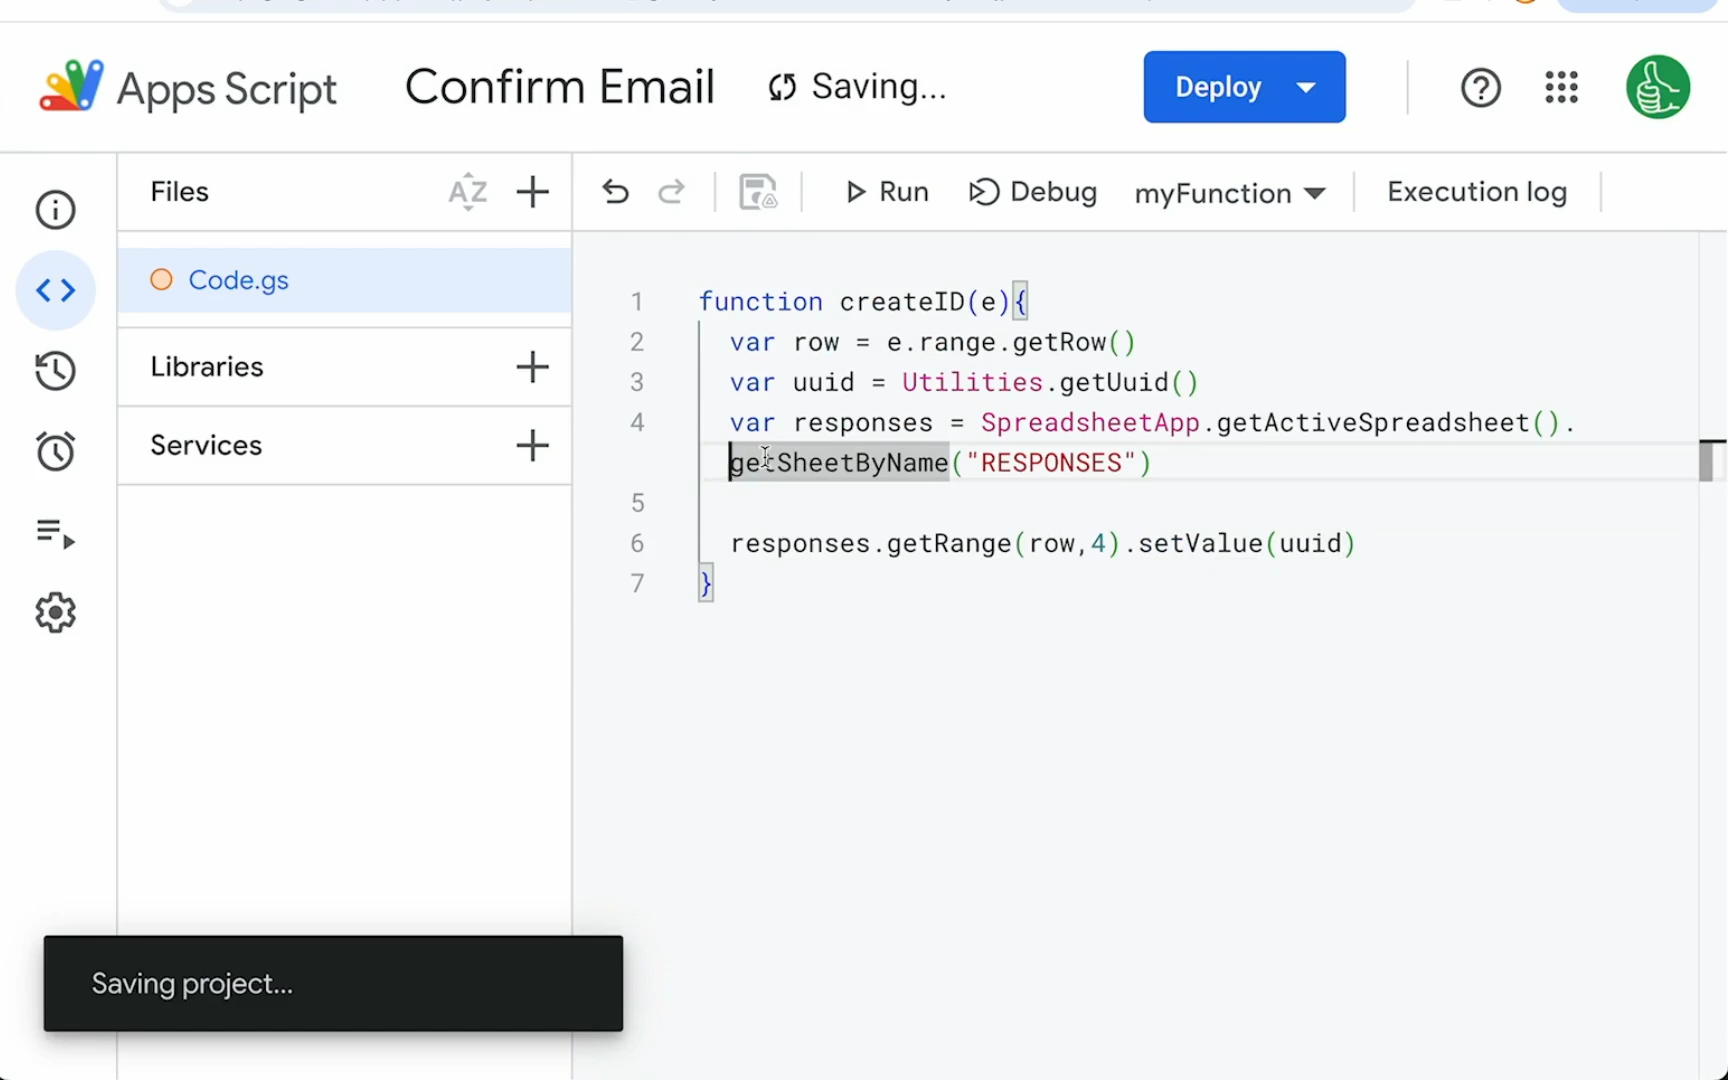 Apps Script
Confirm Email
Saving...
Deploy
Files
AZ
Run
Debug
myFunction
Execution log
Code.gs
Libraries
Services
1 function createID(e){
2 var row = e.range.getRow()
3 var uuid = Utilities.getUuid()
4 var responses = SpreadsheetApp.getActiveSpreadsheet().
getSheetByName("RESPONSES")
5
6 responses.getRange(row,4).setValue(uuid)
7 }
Saving project...